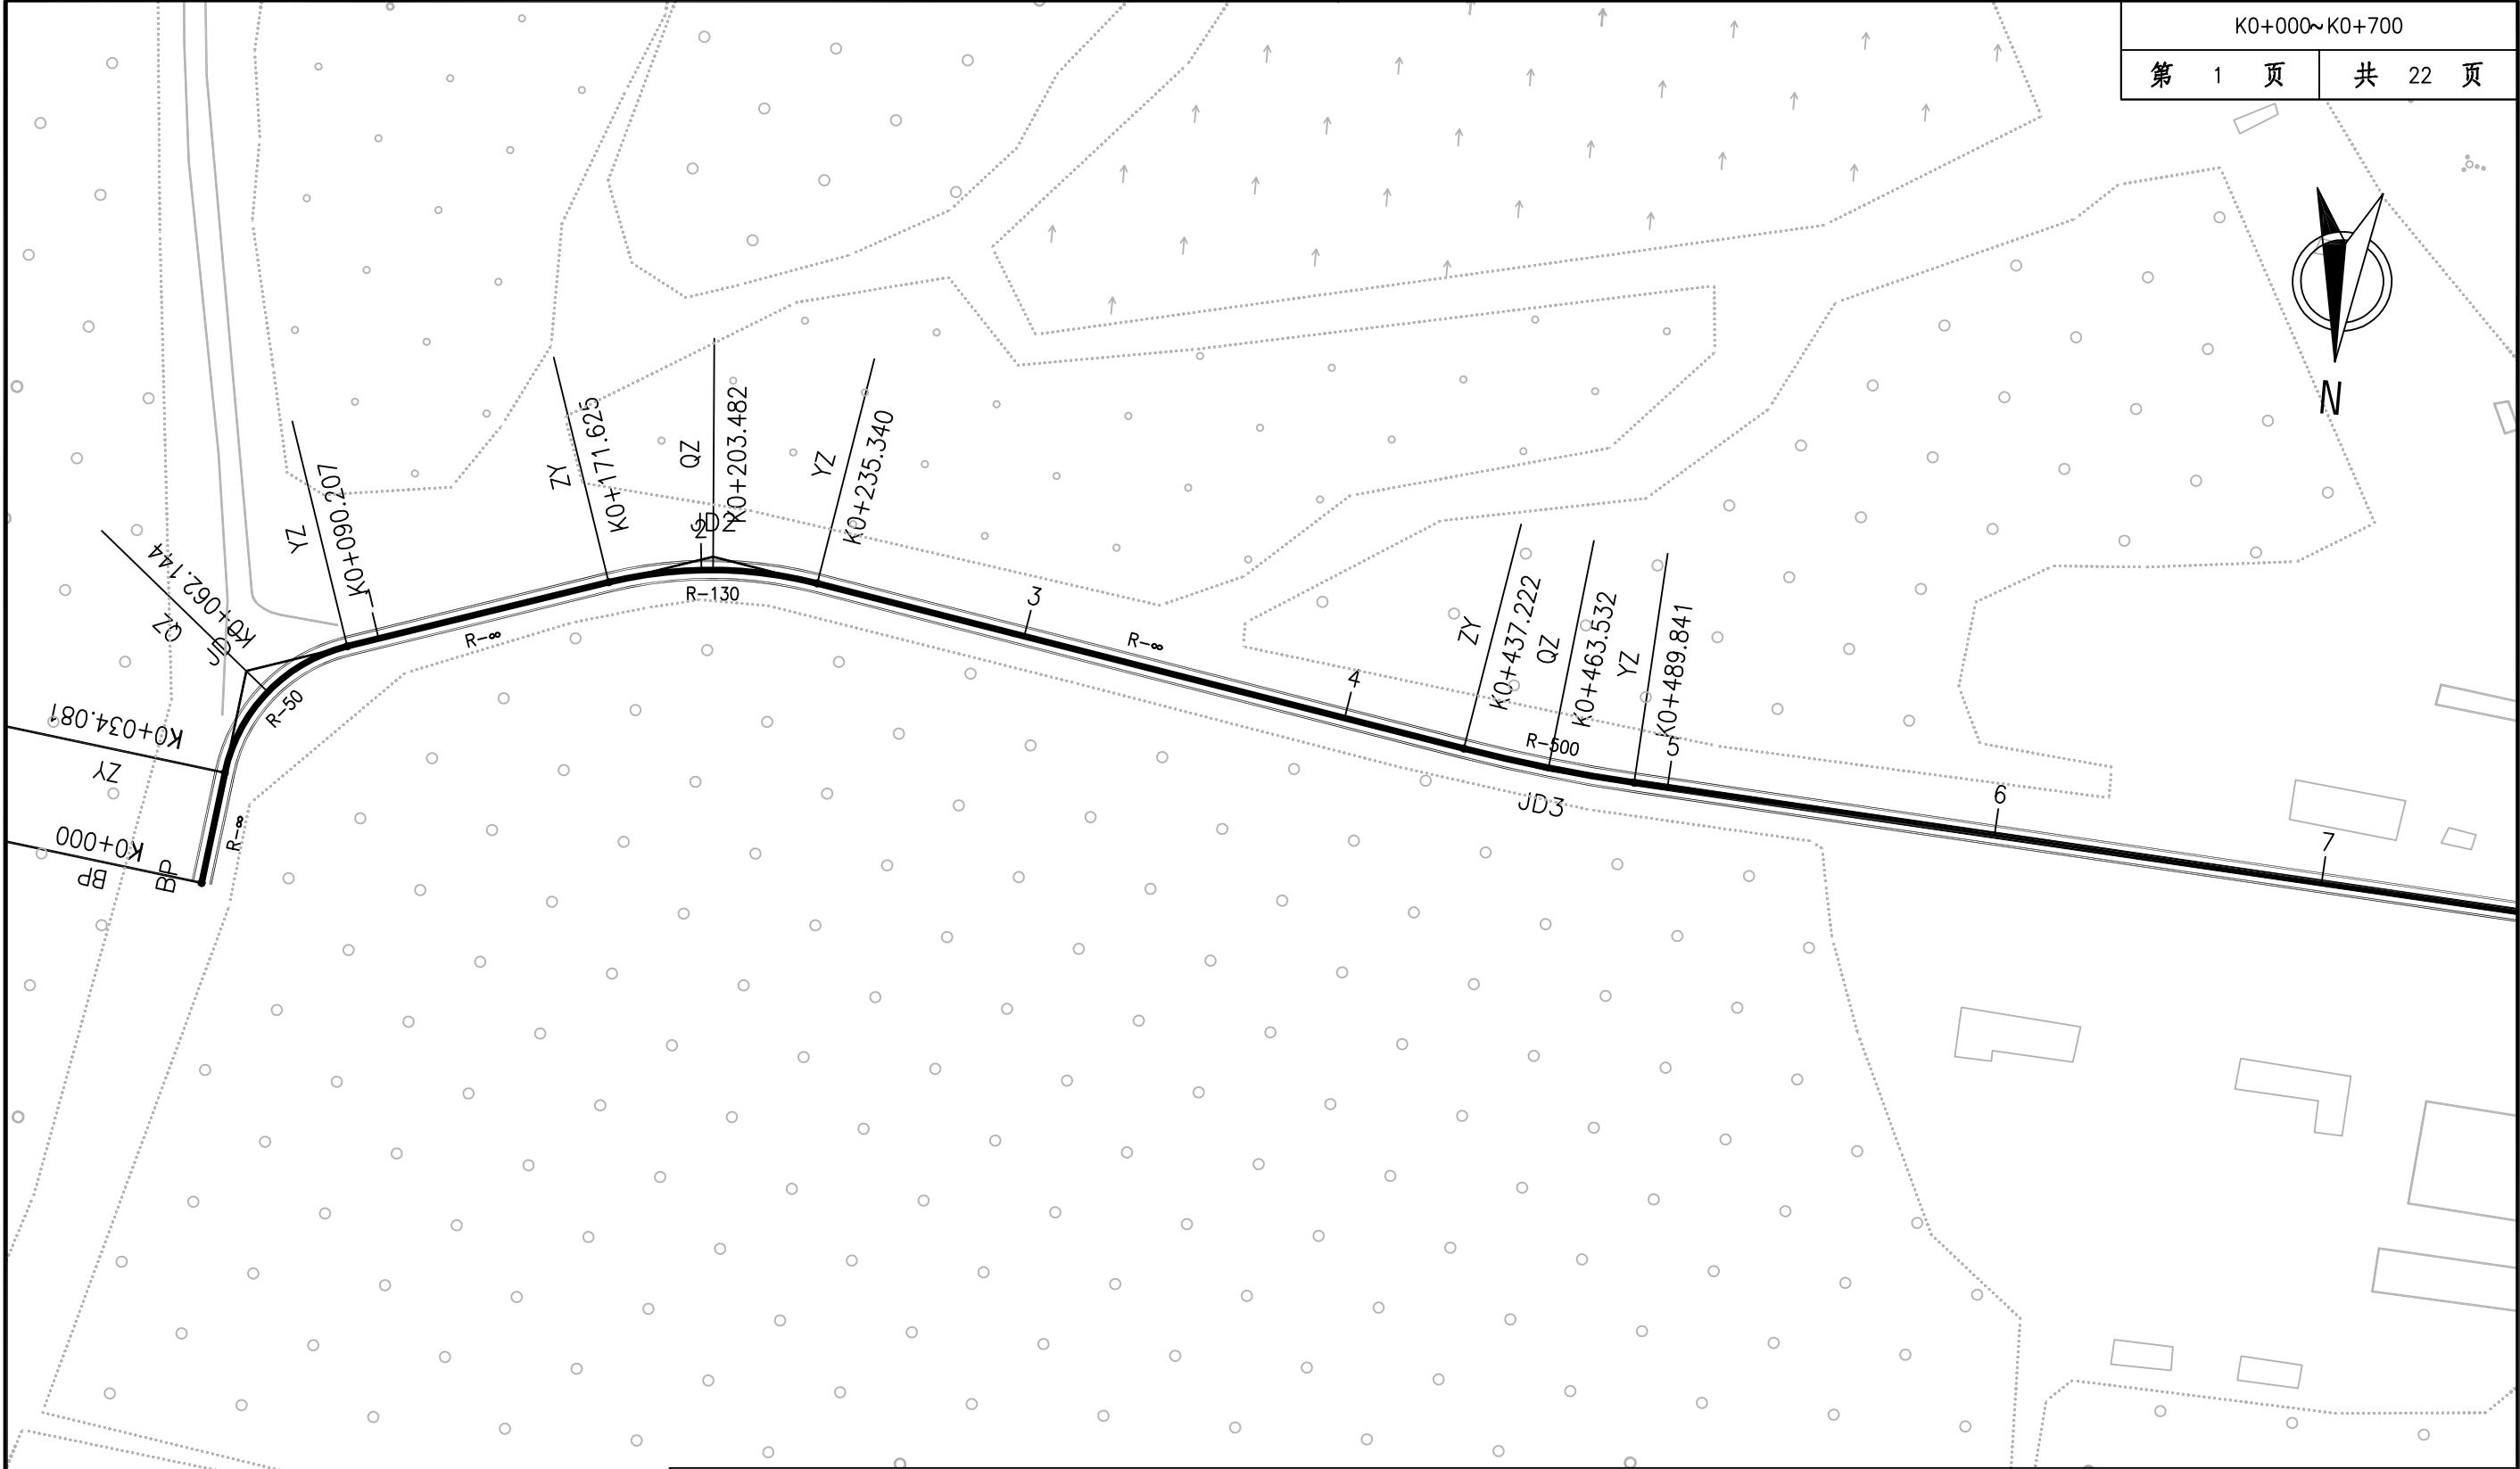 K0+000~K0+700
第 1 页 共 22 页
N
BP
K0+000
BP
R-∞
ZY
K0+034.081
R-50
JD
QZ
K0+062.144
YZ
K0+090.207
1
R-∞
ZY
K0+171.625
QZ
K0+203.482
JD2
2
R-130
YZ
K0+235.340
3
R-∞
4
ZY
K0+437.222
QZ
K0+463.532
YZ
K0+489.841
R-500
JD3
5
6
7